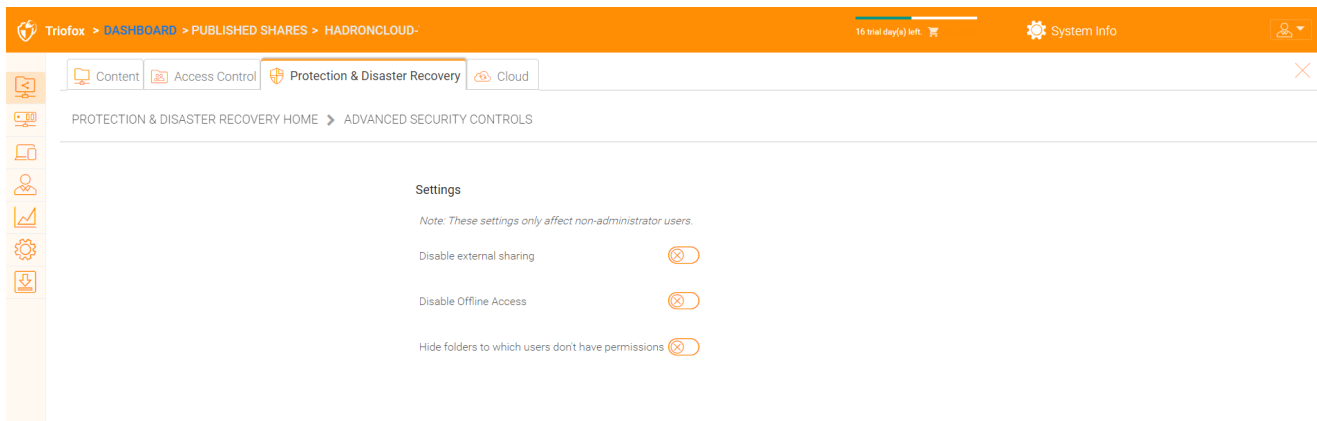 Triofox > DASHBOARD > PUBLISHED SHARES > HADRONCLOUD-
16 trial day(s) left.
System Info
Content
Access Control
Protection & Disaster Recovery
Cloud
PROTECTION & DISASTER RECOVERY HOME > ADVANCED SECURITY CONTROLS
Settings
Note: These settings only affect non-administrator users.
Disable external sharing
Disable Offline Access
Hide folders to which users don't have permissions